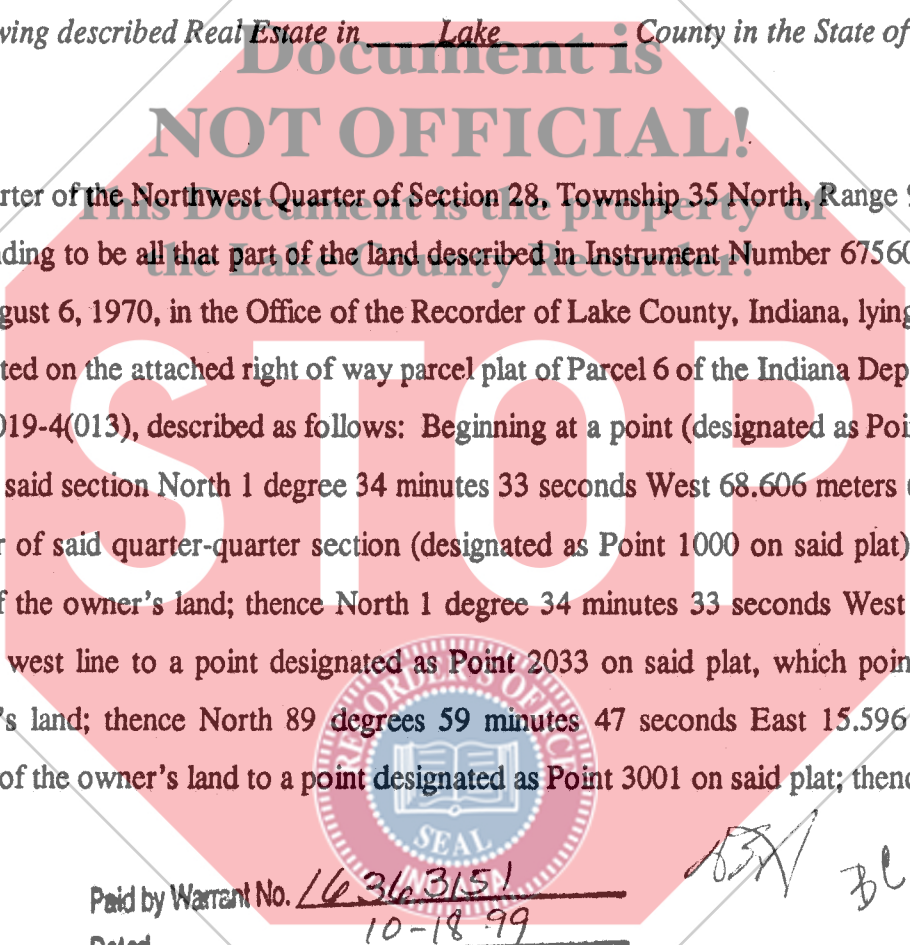 wing described Real Estate in Lake County in the State of
Document is
NOT OFFICIAL!
rter of the Northwest Quarter of Section 28, Township 35 North, Range
This Document is the property of
ding to be all that part of the land described in Instrument Number 67560
the Lake County Recorder!
gust 6, 1970, in the Office of the Recorder of Lake County, Indiana, lying
ted on the attached right of way parcel plat of Parcel 6 of the Indiana Dep
019-4(013), described as follows: Beginning at a point (designated as Poi
said section North 1 degree 34 minutes 33 seconds West 68.606 meters (
STOP
r of said quarter-quarter section (designated as Point 1000 on said plat)
f the owner's land; thence North 1 degree 34 minutes 33 seconds West
west line to a point designated as Point 2033 on said plat, which poin
's land; thence North 89 degrees 59 minutes 47 seconds East 15.596
of the owner's land to a point designated as Point 3001 on said plat; thenc
RECORDER'S OFFICE
SEAL
INDIANA
Paid by Warrant No. 16363151
Dated 10-18-99